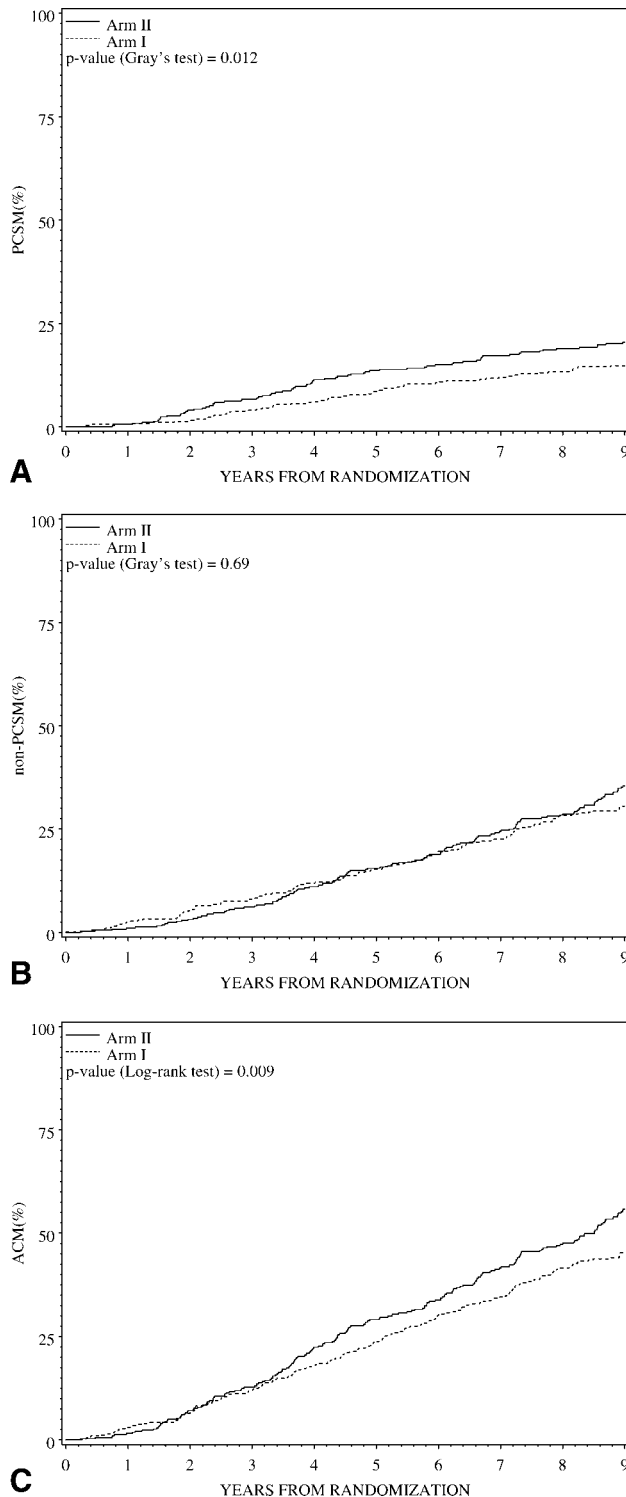 100
Arm II
Arm I
p-value (Gray's test) = 0.012
75
PCSM(%)
50
25
0
0 1 2 3 4 5 6 7 8 9
A
YEARS FROM RANDOMIZATION
100
Arm II
Arm I
p-value (Gray's test) = 0.69
75
non-PCSM(%)
50
25
0
0 1 2 3 4 5 6 7 8 9
B
YEARS FROM RANDOMIZATION
100
Arm II
Arm I
p-value (Log-rank test) = 0.009
75
ACM(%)
50
25
0
0 1 2 3 4 5 6 7 8 9
C
YEARS FROM RANDOMIZATION